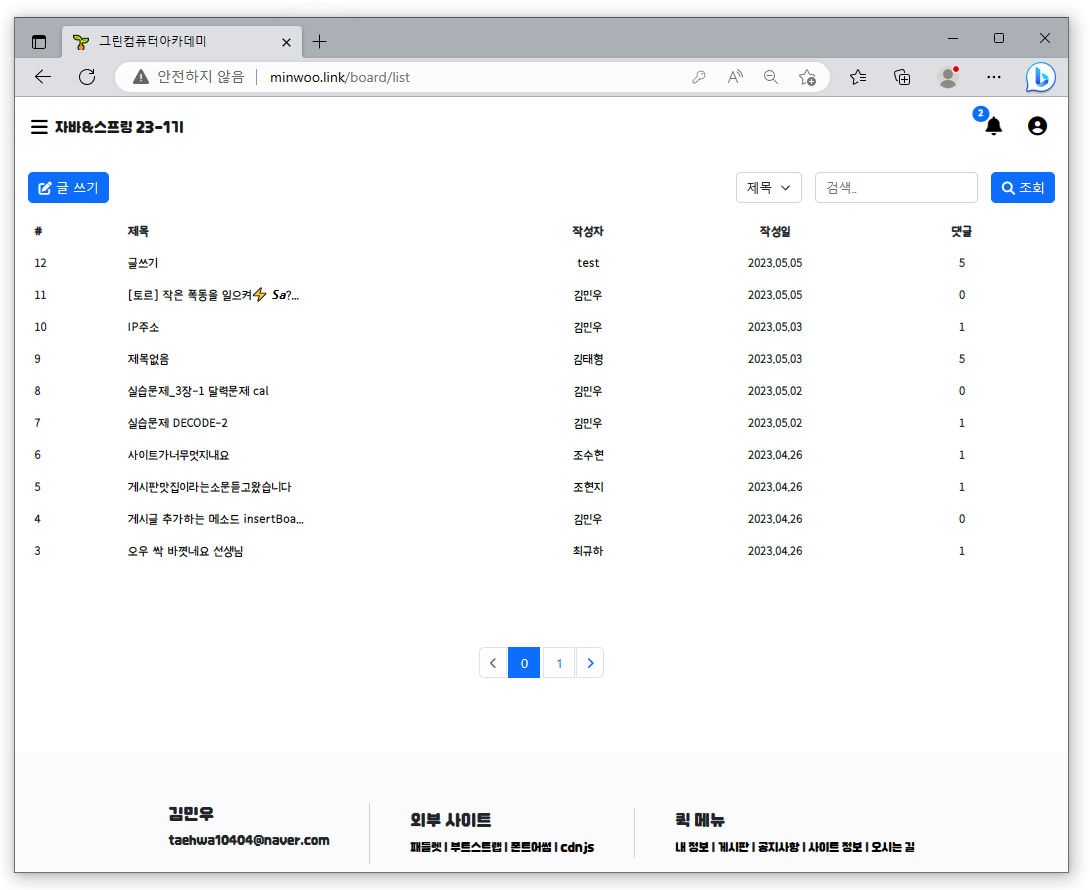 그린컴퓨터아카데미
안전하지 않음 minwoo.link/board/list
자바&스프링 23-1기 2
글 쓰기 제목 검색.. 조회
# 제목 작성자 작성일 댓글
12 글쓰기 test 2023.05.05 5
11 [토르] 작은 폭동을 일으켜⚡ Sa?... 김민우 2023.05.05 0
10 IP주소 김민우 2023.05.03 1
9 제목없음 김태형 2023.05.03 5
8 실습문제_3장-1 달력문제 cal 김민우 2023.05.02 0
7 실습문제 DECODE-2 김민우 2023.05.02 1
6 사이트가너무멋지내요 조수현 2023.04.26 1
5 게시판맛집이라는소문듣고왔습니다 조현지 2023.04.26 1
4 게시글 추가하는 메소드 insertBoa... 김민우 2023.04.26 0
3 오우 싹 바꼇네요 선생님 최규하 2023.04.26 1
0 1
김민우
taehwa10404@naver.com
외부 사이트
패들렛 | 부트스트랩 | 폰트어썸 | cdnjs
퀵 메뉴
내 정보 | 게시판 | 공지사항 | 사이트 정보 | 오시는 길